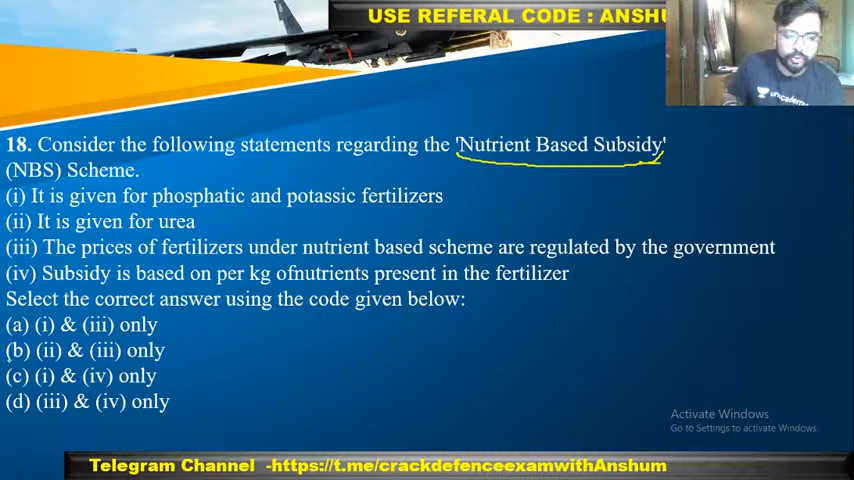 USE REFERAL CODE : ANSHU
unacademy
18. Consider the following statements regarding the 'Nutrient Based Subsidy'
(NBS) Scheme.
(i) It is given for phosphatic and potassic fertilizers
(ii) It is given for urea
(iii) The prices of fertilizers under nutrient based scheme are regulated by the government
(iv) Subsidy is based on per kg ofnutrients present in the fertilizer
Select the correct answer using the code given below:
(a) (i) & (iii) only
(b) (ii) & (iii) only
(c) (i) & (iv) only
(d) (iii) & (iv) only
Activate Windows
Go to Settings to activate Windows.
Telegram Channel -https://t.me/crackdefenceexamwithAnshum